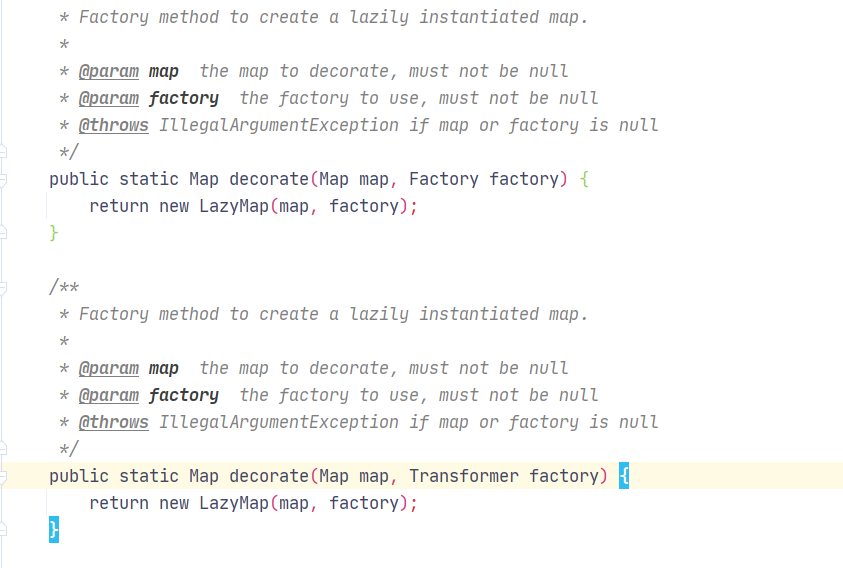 * Factory method to create a lazily instantiated map.
*
* @param map  the map to decorate, must not be null
* @param factory  the factory to use, must not be null
* @throws IllegalArgumentException if map or factory is null
*/
public static Map decorate(Map map, Factory factory) {
return new LazyMap(map, factory);
}
/**
* Factory method to create a lazily instantiated map.
*
* @param map  the map to decorate, must not be null
* @param factory  the factory to use, must not be null
* @throws IllegalArgumentException if map or factory is null
*/
public static Map decorate(Map map, Transformer factory) {
return new LazyMap(map, factory);
}